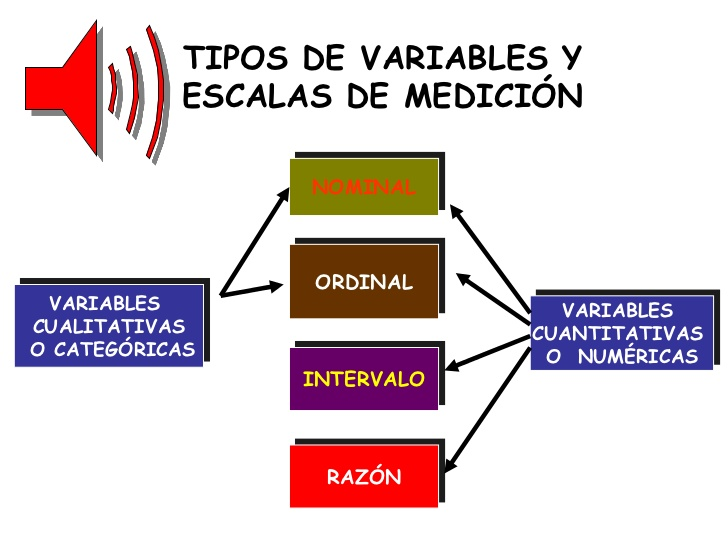 TIPOS DE VARIABLES Y
ESCALAS DE MEDICIÓN
NOMINAL
ORDINAL
VARIABLES
CUALITATIVAS
O CATEGÓRICAS
VARIABLES
CUANTITATIVAS
O NUMÉRICAS
INTERVALO
RAZÓN